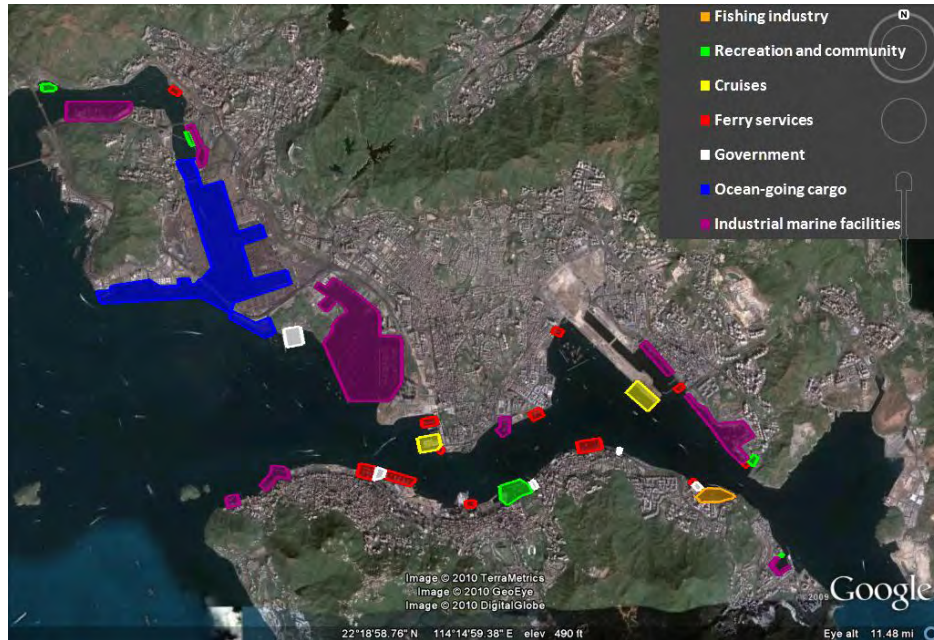 Fishing industry
N
Recreation and community
Cruises
Ferry services
Government
Ocean-going cargo
Industrial marine facilities
Image © 2010 TerraMetrics
Image © 2010 GeoEye
Image © 2010 DigitalGlobe
2009
Google
22°18'58.76" N 114°14'59.38" E elev 490 ft
Eye alt 11.48 mi